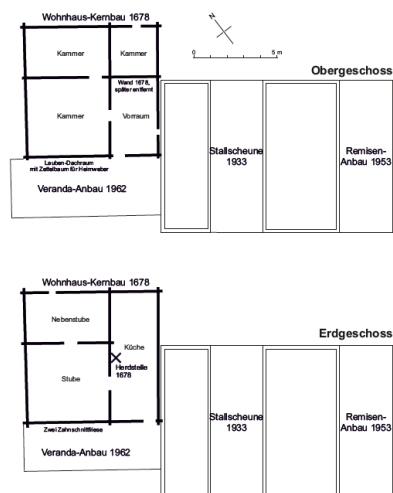 Wohnhaus-Kernbau 1678
N
0
5 m
Kammer
Kammer
Obergeschoss
Wand 1678,
später entfernt
Kammer
Vorraum
Stallscheune
1933
Remisen-
Anbau 1953
Lauben-Dachraum
mit Zettelbaum für Heimweber
Veranda-Anbau 1962
Wohnhaus-Kernbau 1678
Nebenstube
Erdgeschoss
Küche
Herdstelle
1678
Stube
Stallscheune
1933
Remisen-
Anbau 1953
Zwei Zahnschnittfriese
Veranda-Anbau 1962